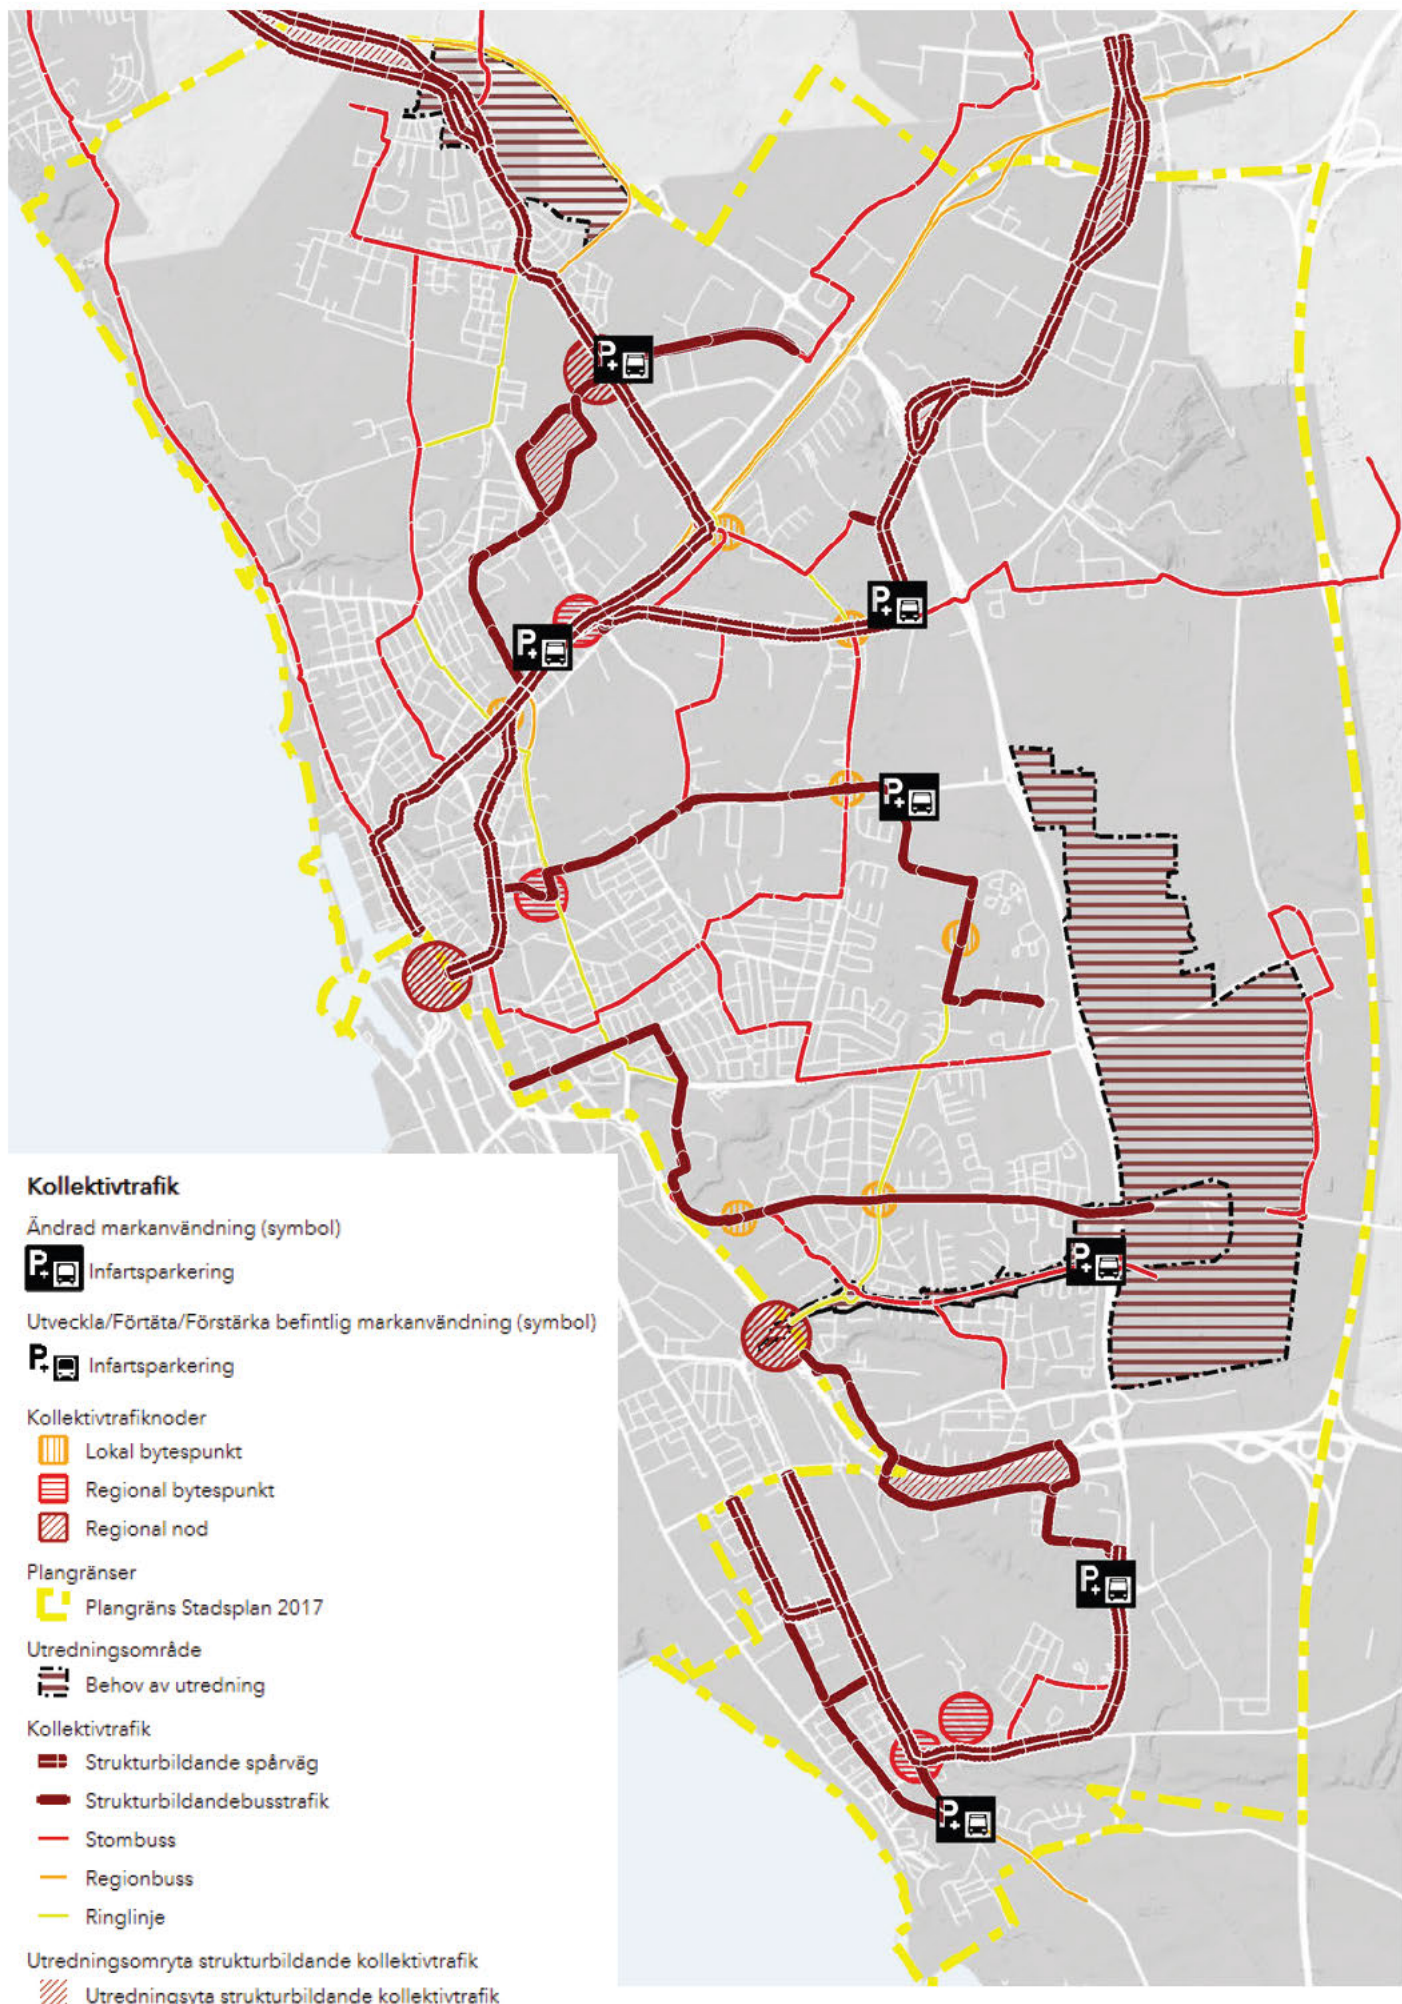 P+
P+
P+
P+
P+
P+
P+
Kollektivtrafik
Ändrad markanvändning (symbol)
P+ Infartsparkering
Utveckla/Förtäta/Förstärka befintlig markanvändning (symbol)
P+ Infartsparkering
Kollektivtrafiknoder
Lokal bytespunkt
Regional bytespunkt
Regional nod
Plangränser
Plangräns Stadsplan 2017
Utredningsområde
Behov av utredning
Kollektivtrafik
Strukturbildande spårväg
Strukturbildandebusstrafik
Stombuss
Regionbuss
Ringlinje
Utredningsomryta strukturbildande kollektivtrafik
Utredningsyta strukturbildande kollektivtrafik